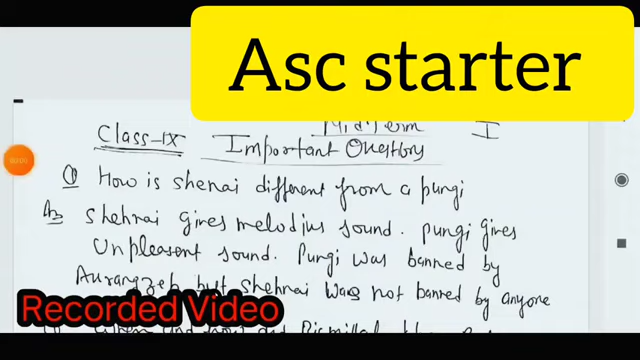 Asc starter
Mid Term I
Class-IX
Important Questions
Q How is shenai different from a pungi
Ans Shehnai gives melodius sound. Pungi gives
Unpleasent sound. Pungi was banned by
Aurangzeb but Shehnai was not banned by anyone
Recorded Video